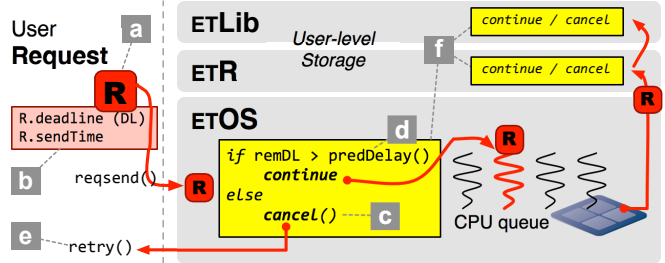 User
Request
a
R
R.deadline (DL)
R.sendTime
b
reqsend()
R
e
retry()
ETLib
User-level
Storage
f
continue / cancel
ETR
continue / cancel
R
ETOS
d
if remDL > predDelay()
continue
else
cancel()
c
R
CPU queue